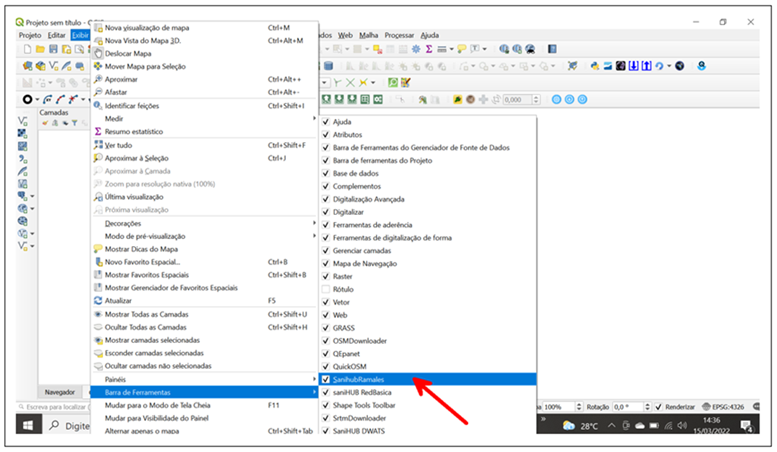 Projeto sem título -
Projeto Editar Exibir
Web Malha Processar Ajuda
0,000
Camadas
Nova visualização de mapa Ctrl+M
Nova Vista do Mapa 3D. Ctrl+Alt+M
Deslocar Mapa
Mover Mapa para Seleção
Aproximar Ctrl+Alt++
Afastar Ctrl+Alt+-
Identificar feições Ctrl+Shift+I
Medir
Resumo estatístico
Ver tudo Ctrl+Shift+F
Aproximar à Seleção Ctrl+J
Aproximar à Camada
Zoom para resolução nativa (100%)
Última visualização
Próxima visualização
Decorações
Modo de pré-visualização
Mostrar Dicas do Mapa
Novo Favorito Espacial... Ctrl+B
Mostrar Favoritos Espaciais Ctrl+Shift+B
Mostrar Gerenciador de Favoritos Espaciais
Atualizar F5
Mostrar Todas as Camadas Ctrl+Shift+U
Ocultar Todas as Camadas Ctrl+Shift+H
Mostrar camadas selecionadas
Esconder camadas selecionadas
Ocultar camadas não selecionadas
Painéis
Barra de Ferramentas
Mudar para o Modo de Tela Cheia F11
Mudar para Visibilidade do Painel Ctrl+Tab
Alternar apenas o mapa Ctrl+Shift+Tab
Ajuda
Atributos
Barra de Ferramentas do Gerenciador de Fonte de Dados
Barra de ferramentas do Projeto
Base de dados
Complementos
Digitalização Avançada
Digitalizar
Ferramentas de aderência
Ferramentas de digitalização de forma
Gerenciar camadas
Mapa de Navegação
Raster
Rótulo
Vetor
Web
GRASS
OSMDownloader
QEpanet
QuickOSM
SanihubRamales
saniHUB RedBasica
Shape Tools Toolbar
SrtmDownloader
SaniHUB DWATS
Navegador
Escreva para localizar
100% Rotação 0,0 ° Renderizar EPSG:4326
Digite
28°C
14:36
15/03/2022
4